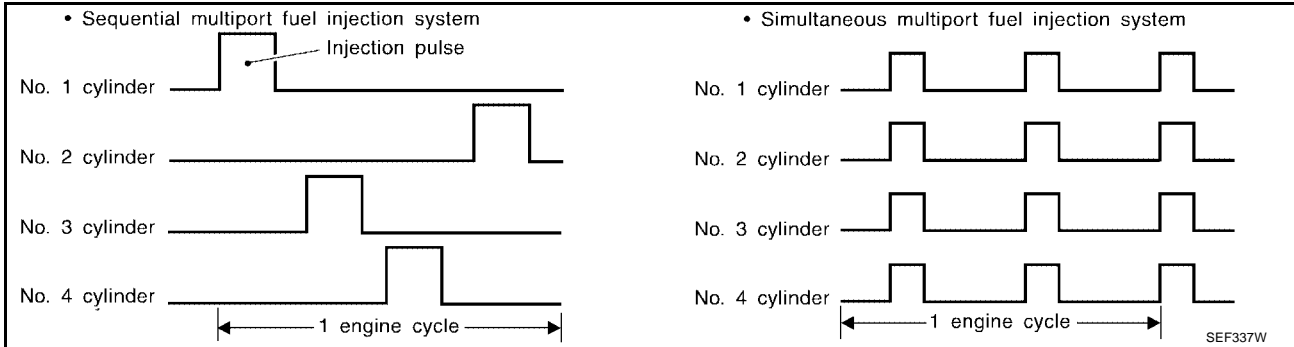 • Sequential multiport fuel injection system
Injection pulse
No. 1 cylinder
No. 2 cylinder
No. 3 cylinder
No. 4 cylinder
1 engine cycle
• Simultaneous multiport fuel injection system
No. 1 cylinder
No. 2 cylinder
No. 3 cylinder
No. 4 cylinder
1 engine cycle
SEF337W